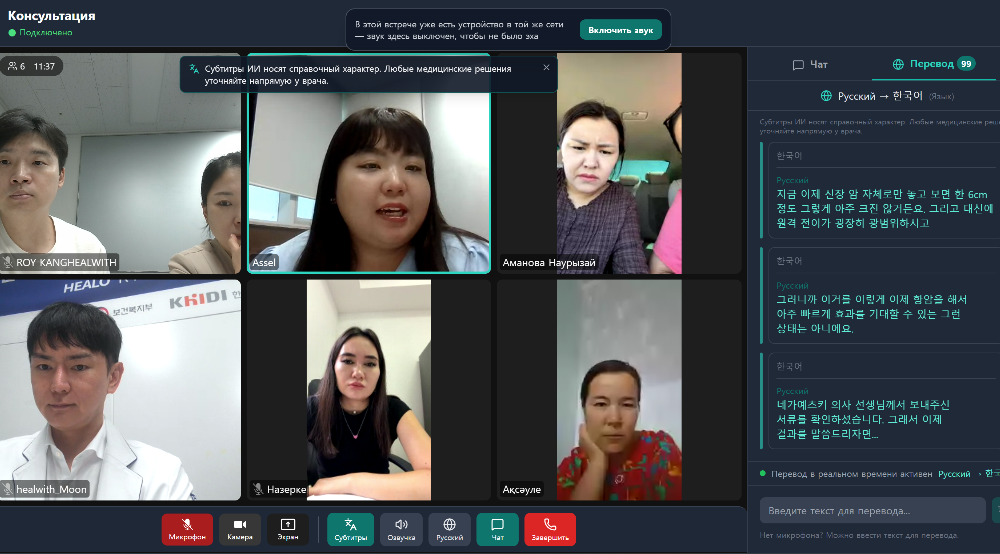 Консультация
Подключено
В этой встрече уже есть устройство в той же сети
— звук здесь выключен, чтобы не было эха
Включить звук
6 11:37
Субтитры ИИ носят справочный характер. Любые медицинские решения
уточняйте напрямую у врача.
ROY KANGHEALWITH
Assel
Аманова Наурызай
KHIDI
보건복지부
healwith_Moon
Назерке
Ақсәуле
Микрофон
Камера
Экран
Субтитры
Озвучка
Русский
Чат
Завершить
Чат
Перевод 99
Русский → 한국어 (Язык)
Субтитры ИИ носят справочный характер. Любые медицинские
уточняйте напрямую у врача.
한국어
Русский
지금 이제 신장 암 자체로만 놓고 보면 한 6cm
정도 그렇게 아주 크진 않거든요. 그리고 대신에
원격 전이가 굉장히 광범위하시고
한국어
Русский
그러니까 이거를 이렇게 이제 항암을 해서
아주 빠르게 효과를 기대할 수 있는 그런
상태는 아니에요.
한국어
Русский
네가예츠키 의사 선생님께서 보내주신
서류를 확인하셨습니다. 그래서 이제
결과를 말씀드리자면...
Перевод в реальном времени активен Русский →
Введите текст для перевода...
Нет микрофона? Можно ввести текст для перевода.